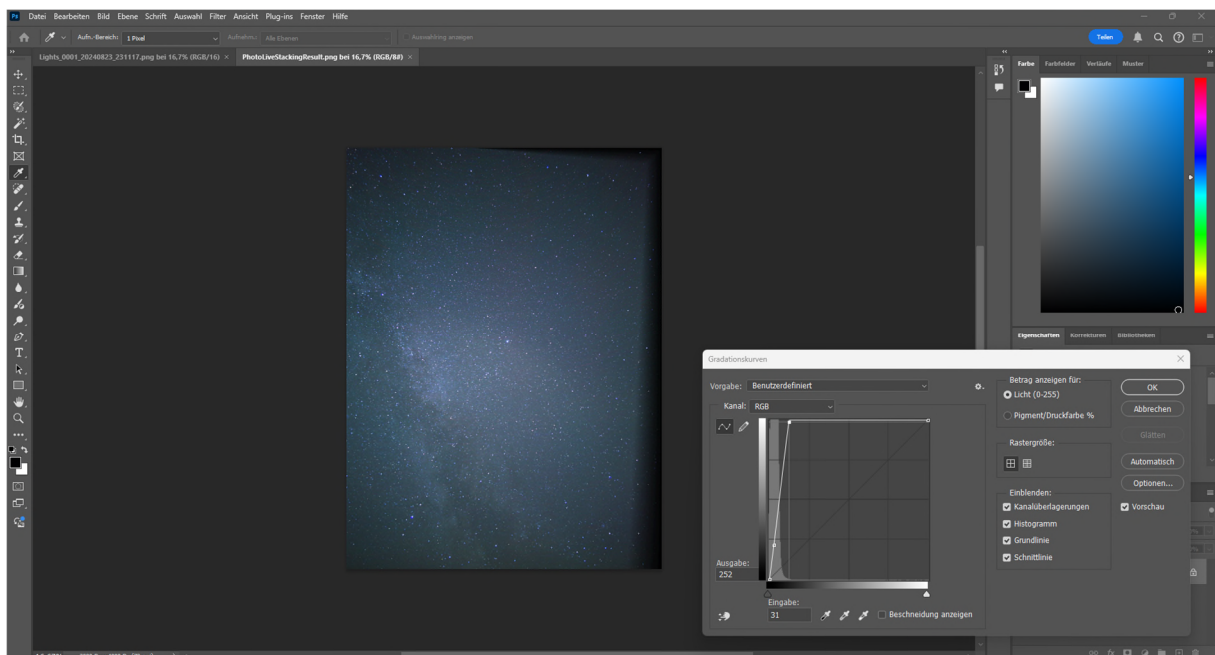 Ps Datei Bearbeiten Bild Ebene Schrift Auswahl Filter Ansicht Plug-ins Fenster Hilfe
Aufn.-Bereich: 1 Pixel Aufnehm.: Alle Ebenen Auswahlring anzeigen Teilen
Lights_0001_20240823_231117.png bei 16,7% (RGB/16) × PhotoLiveStackingResult.png bei 16,7% (RGB/8#) ×
Farbe Farbfelder Verläufe Muster
Eigenschaften Korrekturen Bibliotheken
Gradationskurven
Vorgabe: Benutzerdefiniert
Kanal: RGB
Ausgabe:
252
Eingabe:
31
Beschneidung anzeigen
Betrag anzeigen für:
Licht (0-255)
Pigment/Druckfarbe %
Rastergröße:
Einblenden:
Kanalüberlagerungen
Histogramm
Grundlinie
Schnittlinie
OK
Abbrechen
Glätten
Automatisch
Optionen...
Vorschau
fx